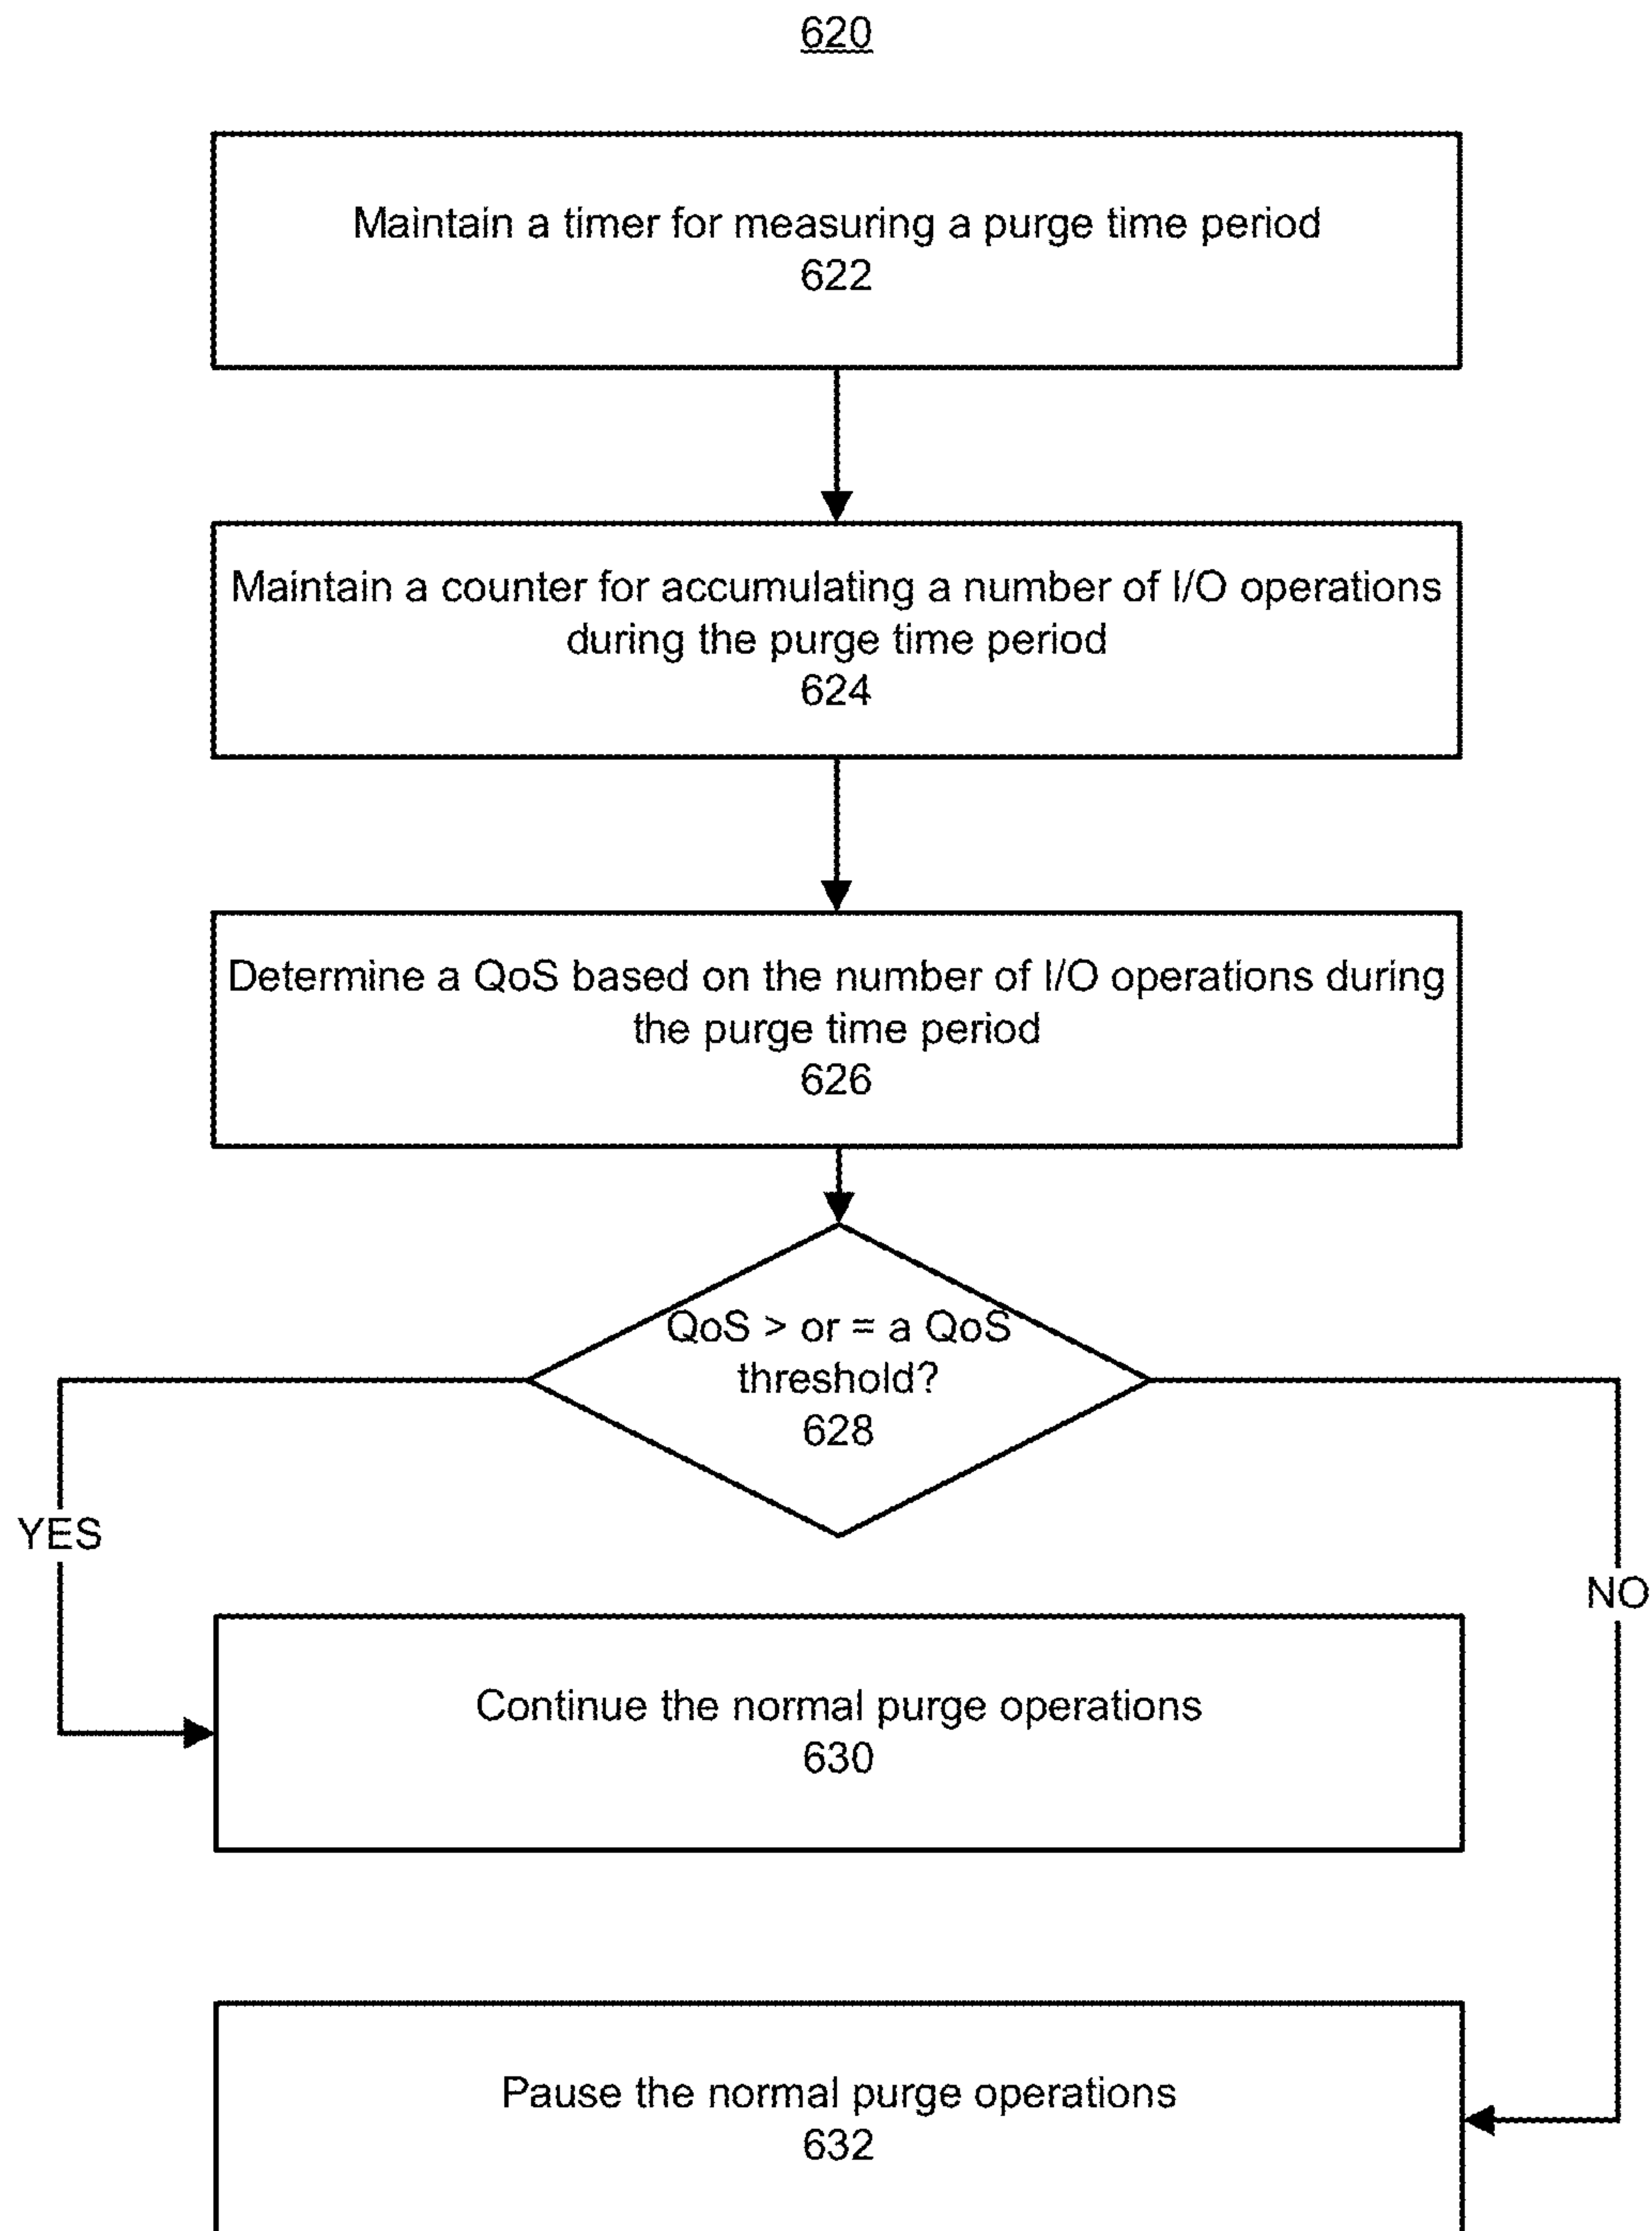 620
Maintain a timer for measuring a purge time period
622
Maintain a counter for accumulating a number of I/O operations
during the purge time period
624
Determine a QoS based on the number of I/O operations during
the purge time period
626
QoS > or = a QoS
threshold?
628
YES
NO
Continue the normal purge operations
630
Pause the normal purge operations
632